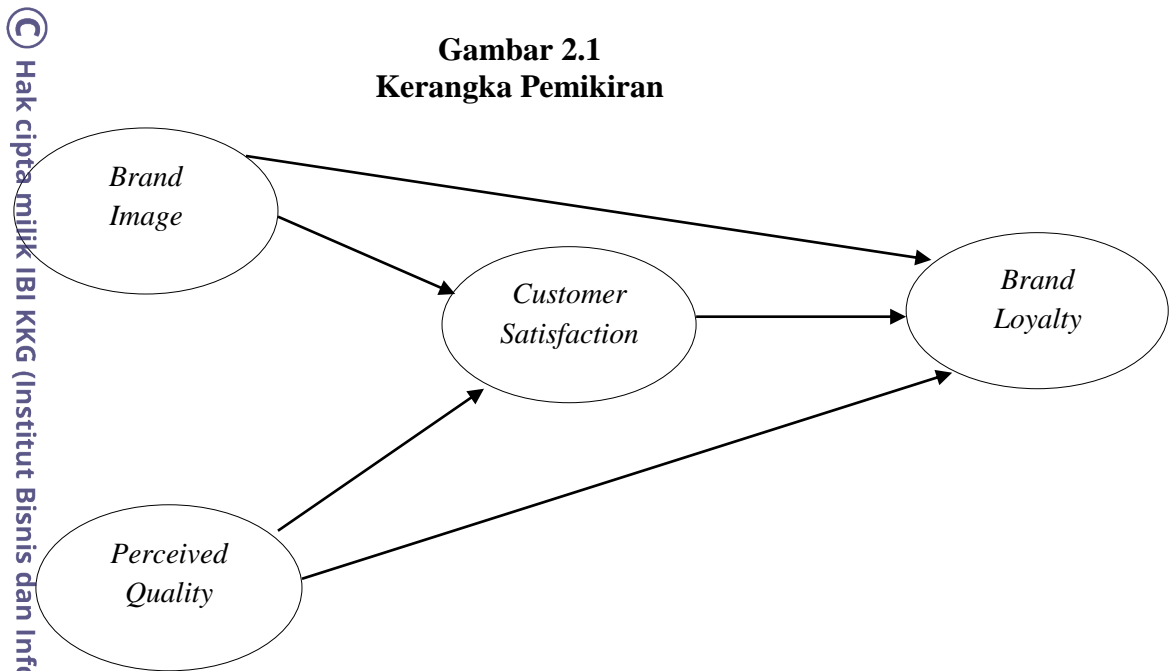 Gambar 2.1
Kerangka Pemikiran
© Hak cipta milik IBI KKG (Institut Bisnis dan
Brand
Image
Customer
Satisfaction
Brand
Loyalty
Perceived
Quality